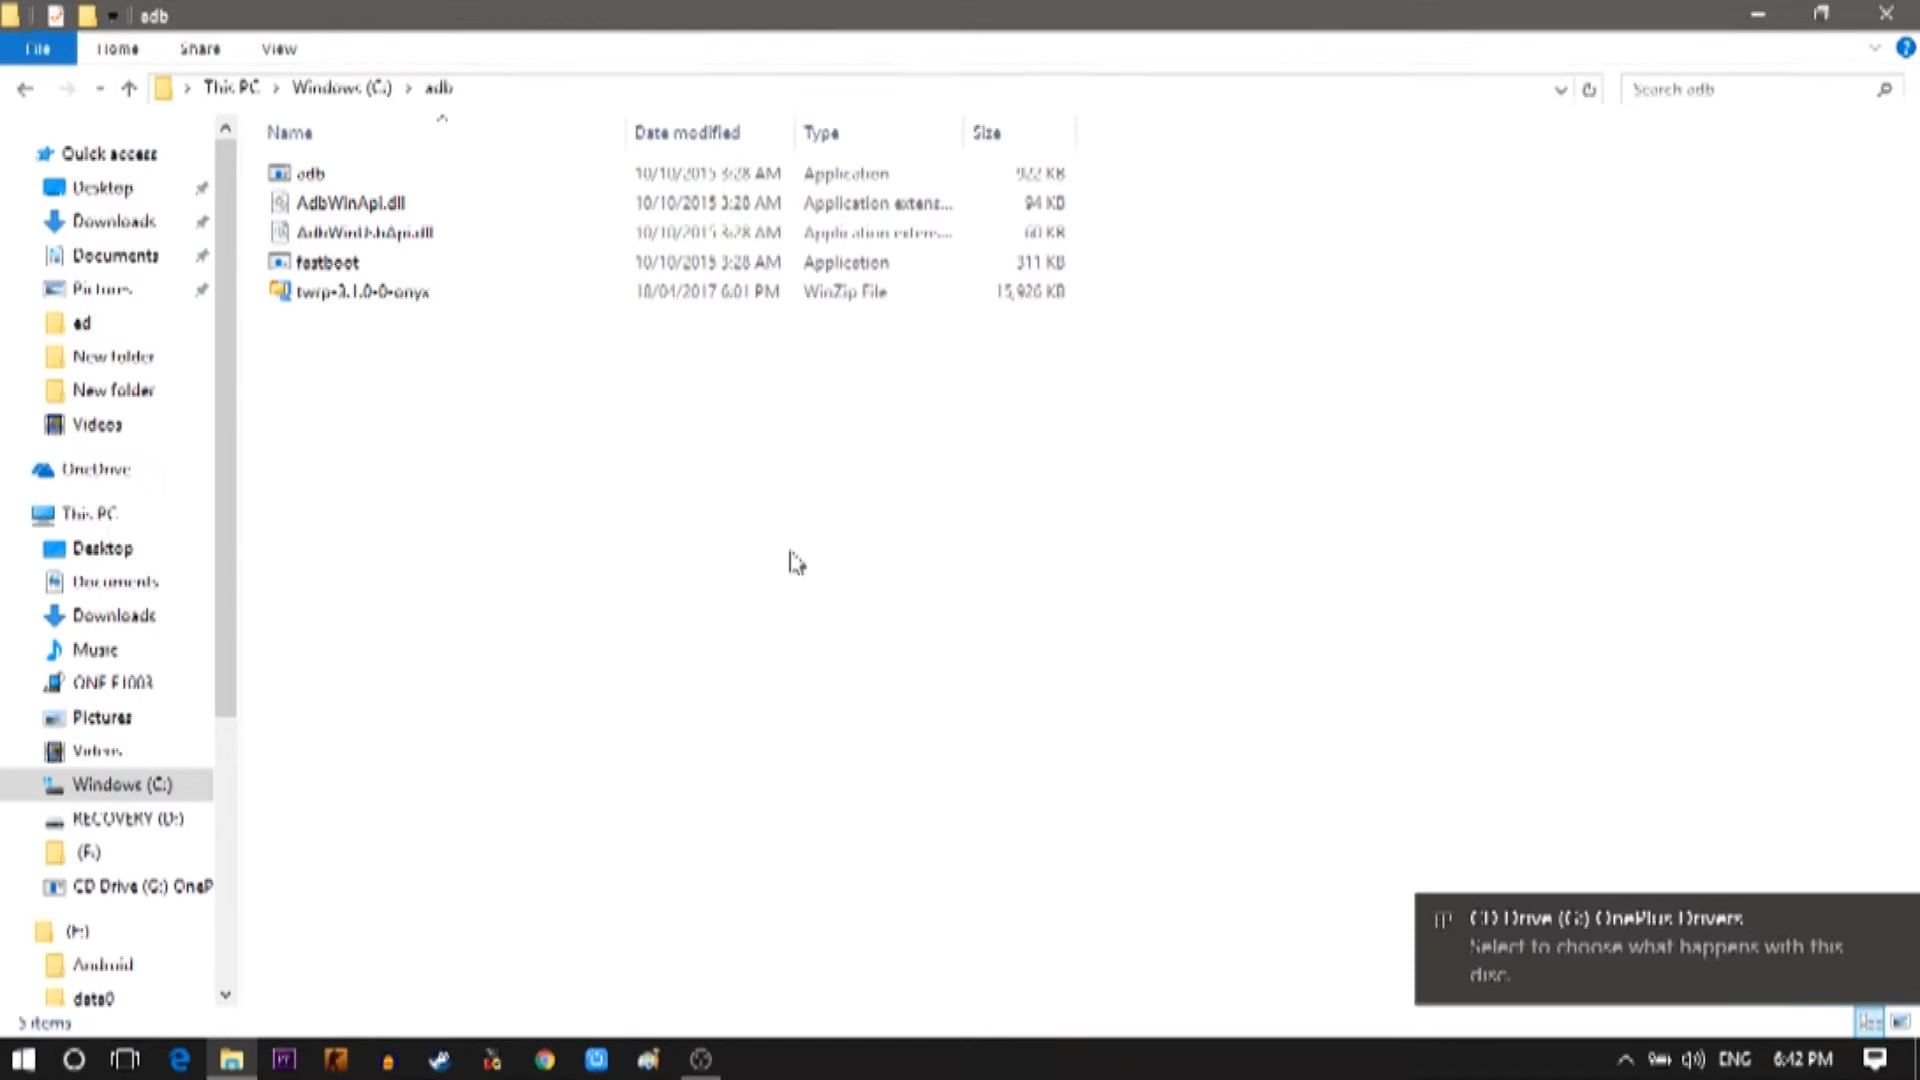 adb
File Home Share View
This PC Windows (C:) adb
Search adb
Name Date modified Type Size
adb 10/10/2015 3:28 AM Application 922 KB
AdbWinApi.dll 10/10/2015 3:28 AM Application extens... 94 KB
AdbWinUsbApi.dll 10/10/2015 3:28 AM Application extens... 60 KB
fastboot 10/10/2015 3:28 AM Application 311 KB
twrp-3.1.0-0-onyx 18/04/2017 6:01 PM WinZip File 15,926 KB
Quick access
Desktop
Downloads
Documents
Pictures
ad
New folder
New folder
Videos
OneDrive
This PC
Desktop
Documents
Downloads
Music
ONE E1003
Pictures
Videos
Windows (C:)
RECOVERY (D:)
(F:)
CD Drive (G:) OneP
(F:)
Android
data0
5 items
CD Drive (G:) OnePlus Drivers
Select to choose what happens with this
disc.
ENG 6:42 PM